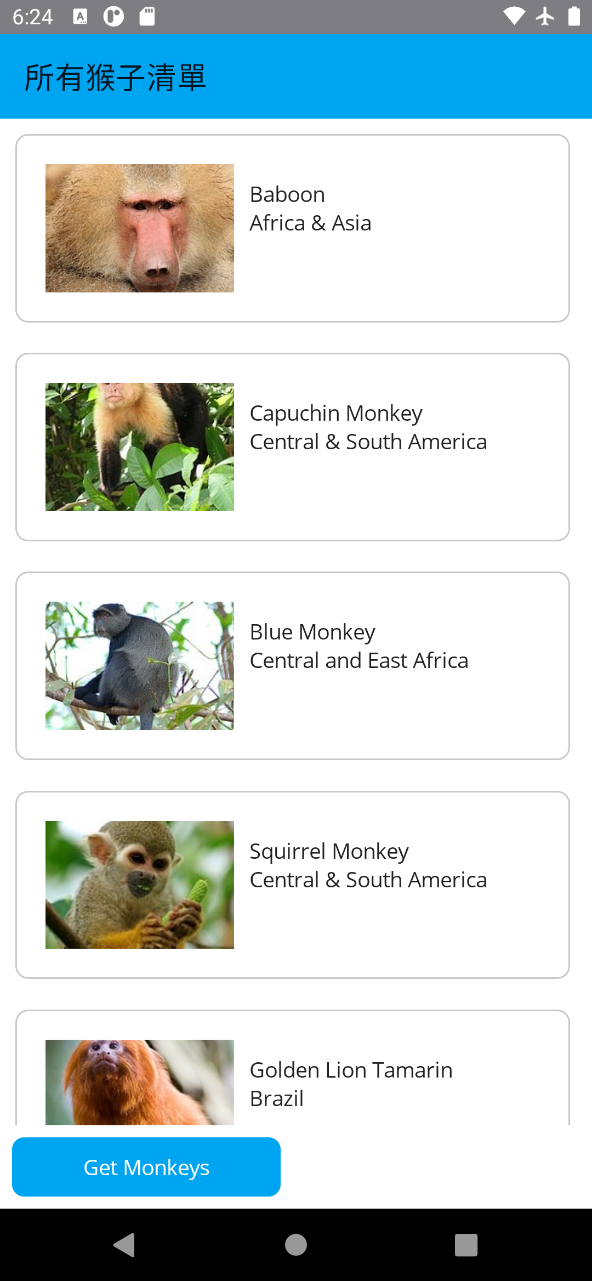 6:24
所有猴子清單
Baboon
Africa & Asia
Capuchin Monkey
Central & South America
Blue Monkey
Central and East Africa
Squirrel Monkey
Central & South America
Golden Lion Tamarin
Brazil
Get Monkeys